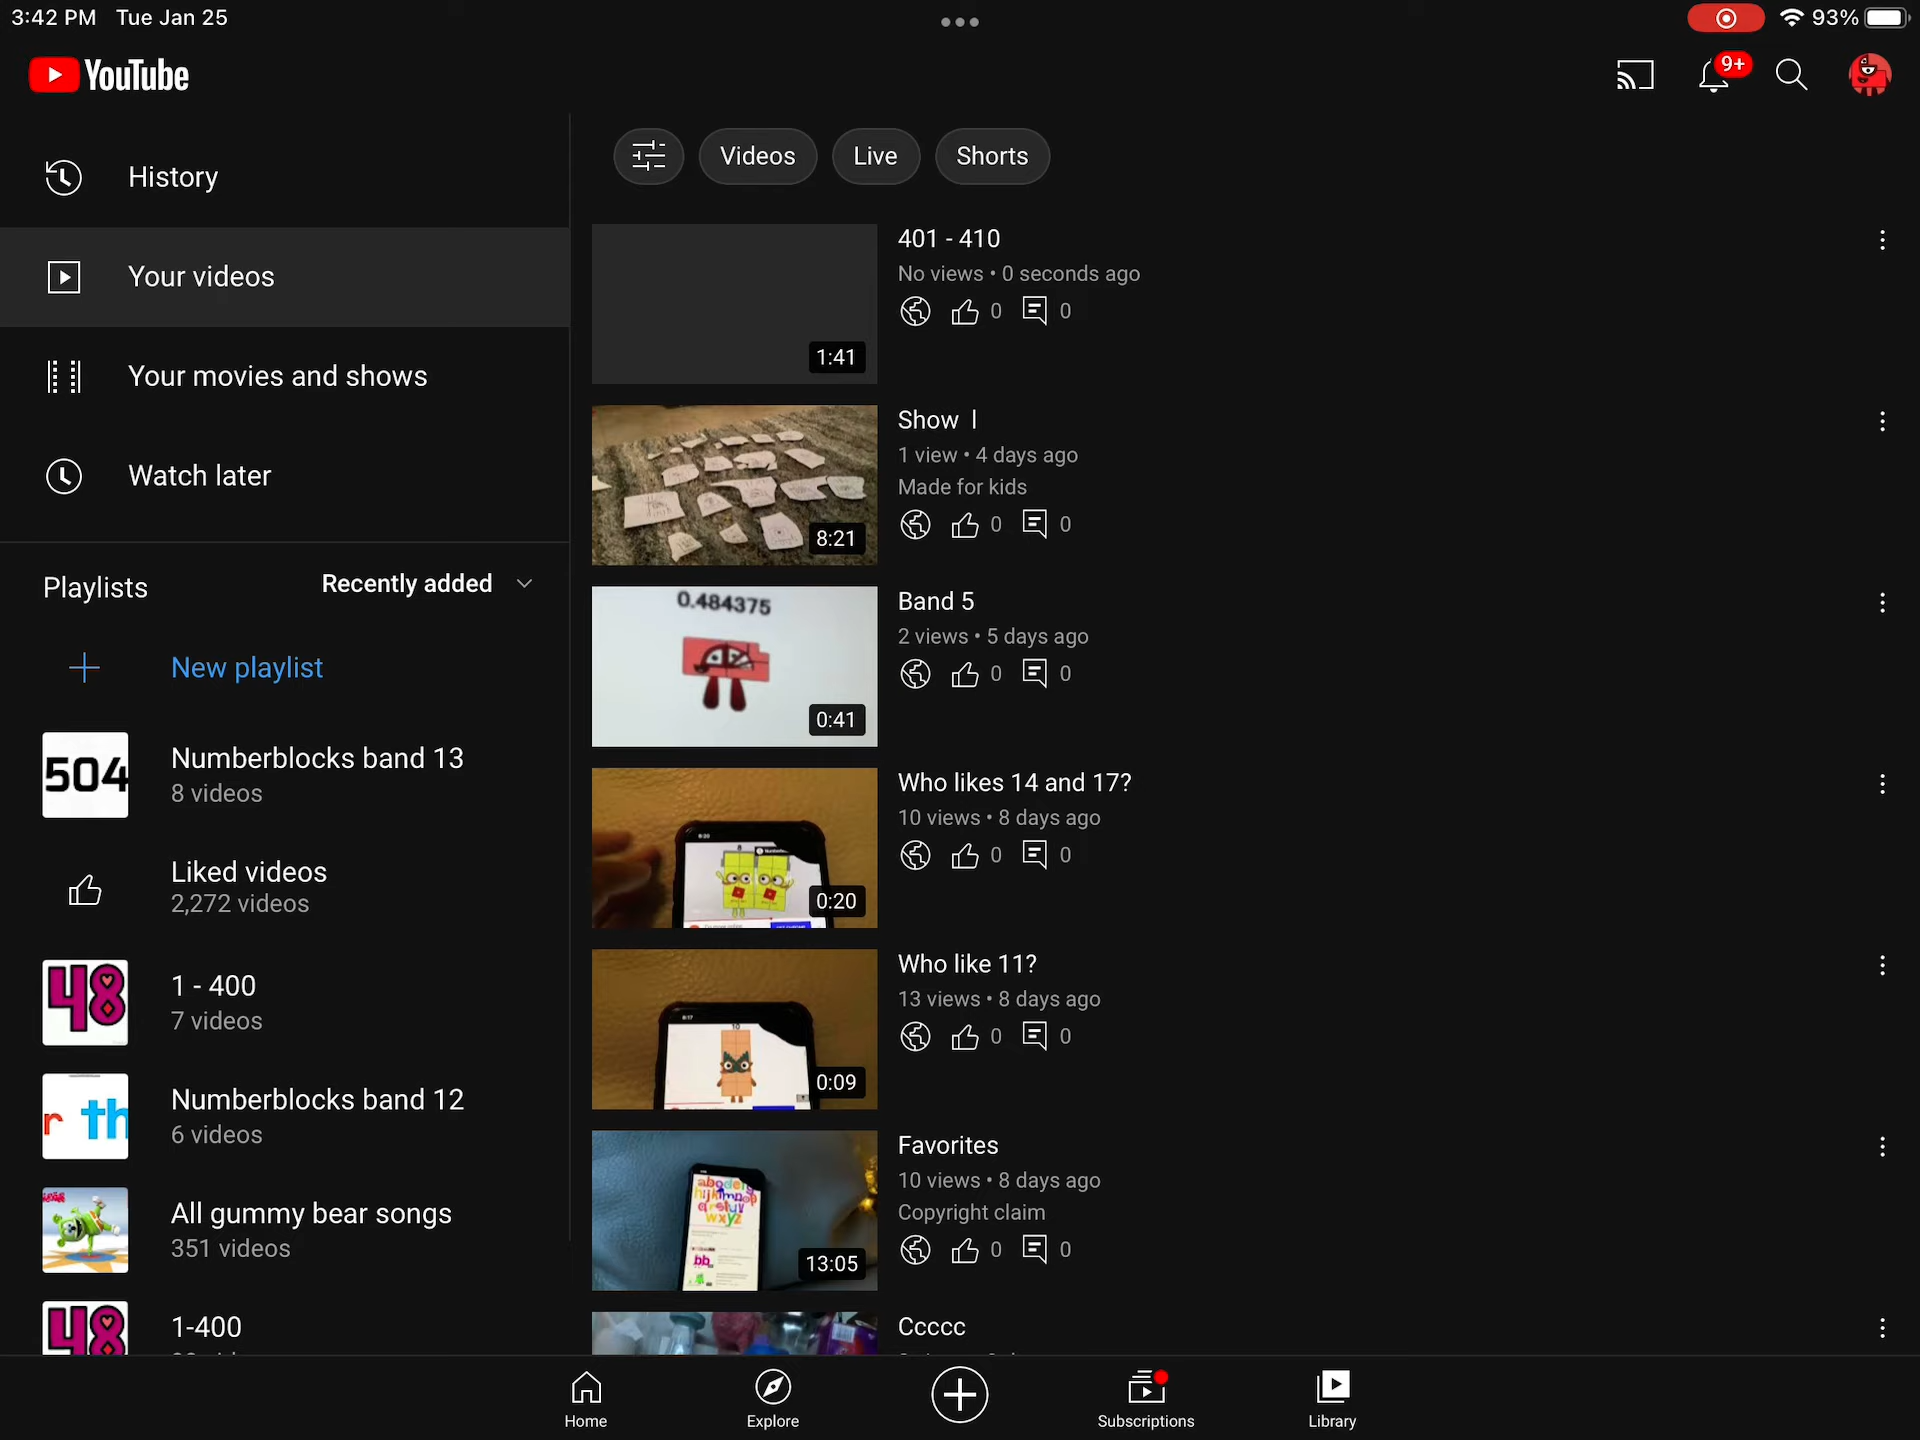 3:42 PM Tue Jan 25
93%
YouTube
9+
History
Your videos
Your movies and shows
Watch later
Playlists
Recently added
New playlist
504
Numberblocks band 13
8 videos
Liked videos
2,272 videos
48
1 - 400
7 videos
r th
Numberblocks band 12
6 videos
All gummy bear songs
351 videos
48
1-400
Videos
Live
Shorts
1:41
401 - 410
No views • 0 seconds ago
0 0
8:21
Show I
1 view • 4 days ago
Made for kids
0 0
0.484375
0:41
Band 5
2 views • 5 days ago
0 0
0:20
Who likes 14 and 17?
10 views • 8 days ago
0 0
10
0:09
Who like 11?
13 views • 8 days ago
0 0
13:05
Favorites
10 views • 8 days ago
Copyright claim
0 0
Ccccc
Home
Explore
Subscriptions
Library